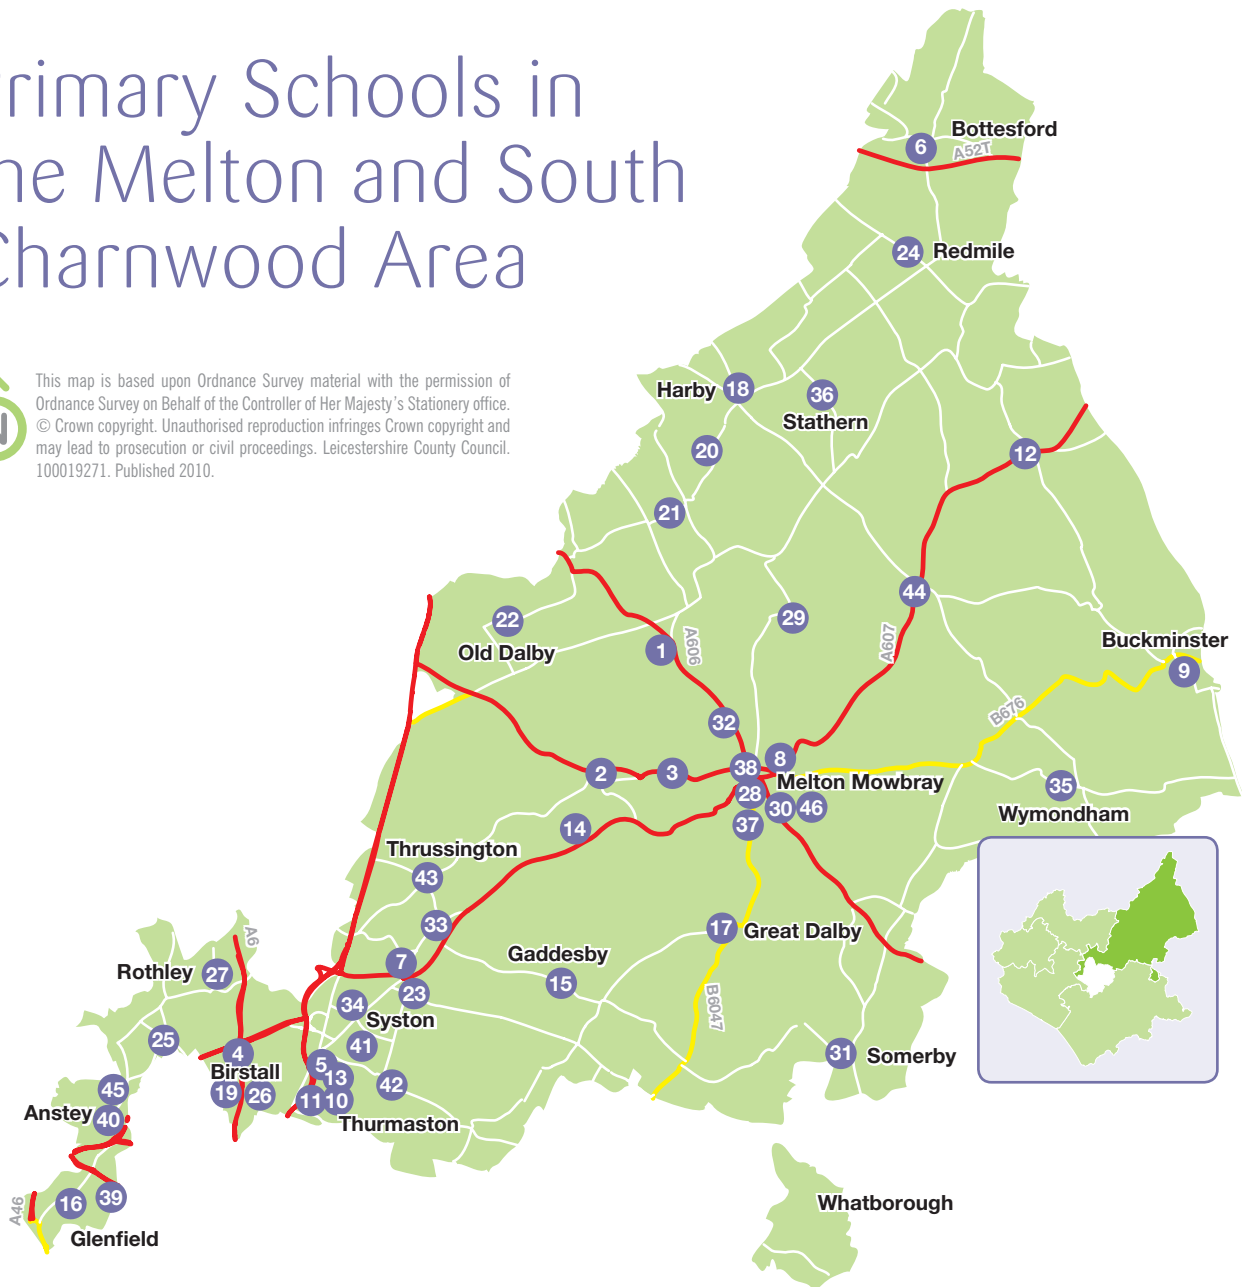 rimary Schools in
he Melton and South
Charnwood Area
This map is based upon Ordnance Survey material with the permission of
Ordnance Survey on Behalf of the Controller of Her Majesty's Stationery office.
© Crown copyright. Unauthorised reproduction infringes Crown copyright and
may lead to prosecution or civil proceedings. Leicestershire County Council.
100019271. Published 2010.
N
Bottesford
6
A52T
24
Redmile
Harby
18
36
Stathern
20
12
21
44
29
22
Old Dalby
1
A606
A607
Buckminster
9
B676
32
38
8
2
3
Melton Mowbray
28
30
46
37
14
35
Wymondham
Thrussington
43
33
17
Great Dalby
A6
Gaddesby
15
7
Rothley
27
23
34
Syston
B6047
25
4
41
31
Somerby
Birstall
5
13
42
19
26
11
10
Thurmaston
45
Anstey
40
39
16
A46
Glenfield
Whatborough